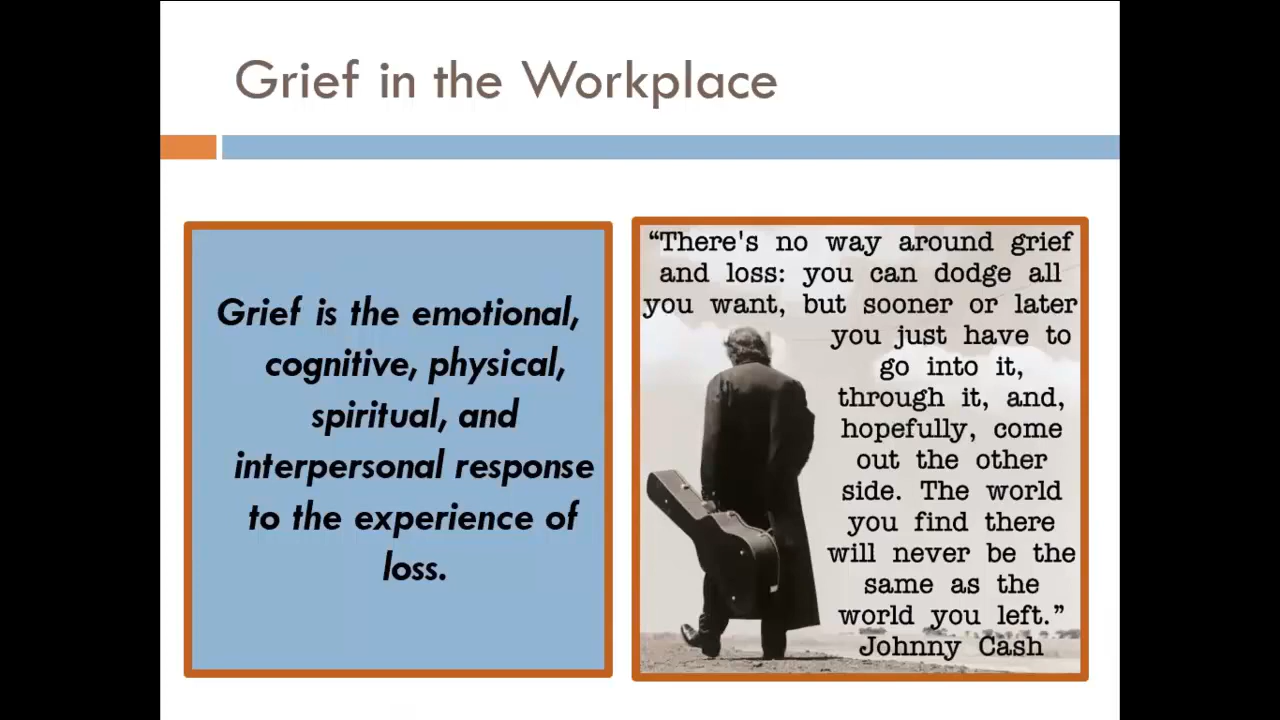 Grief in the Workplace
Grief is the emotional,
cognitive, physical,
spiritual, and
interpersonal response
to the experience of
loss.
“There's no way around grief
and loss: you can dodge all
you want, but sooner or later
you just have to
go into it,
through it, and,
hopefully, come
out the other
side. The world
you find there
will never be the
same as the
world you left.”
Johnny Cash